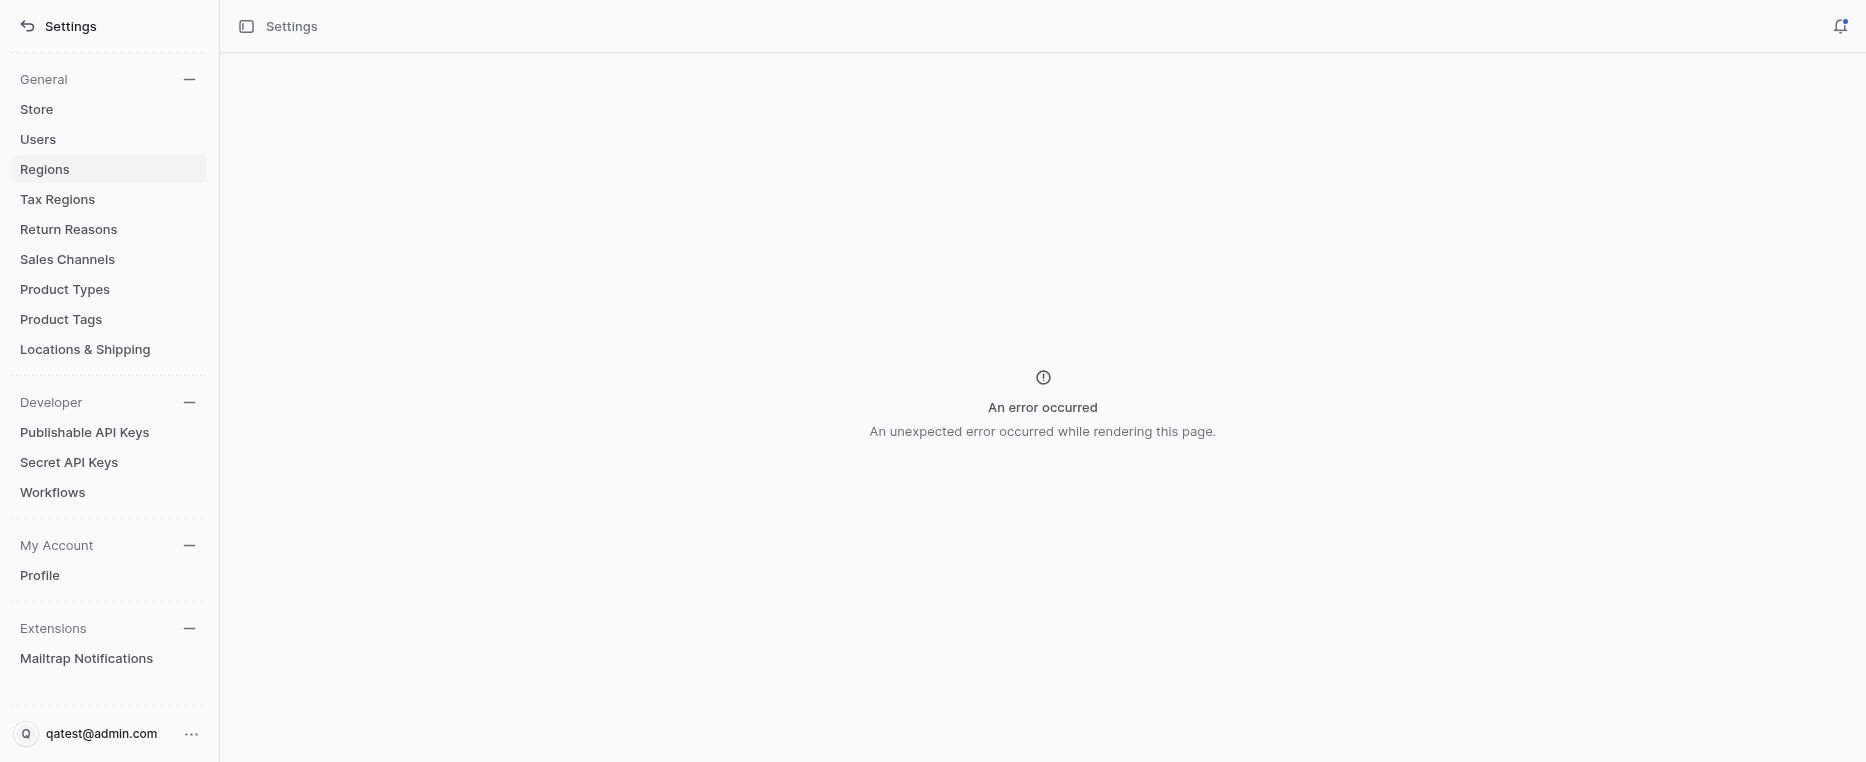 Settings
General
Store
Users
Regions
Tax Regions
Return Reasons
Sales Channels
Product Types
Product Tags
Locations & Shipping
Developer
Publishable API Keys
Secret API Keys
Workflows
My Account
Profile
Extensions
Mailtrap Notifications
Q qatest@admin.com
Settings
An error occurred
An unexpected error occurred while rendering this page.